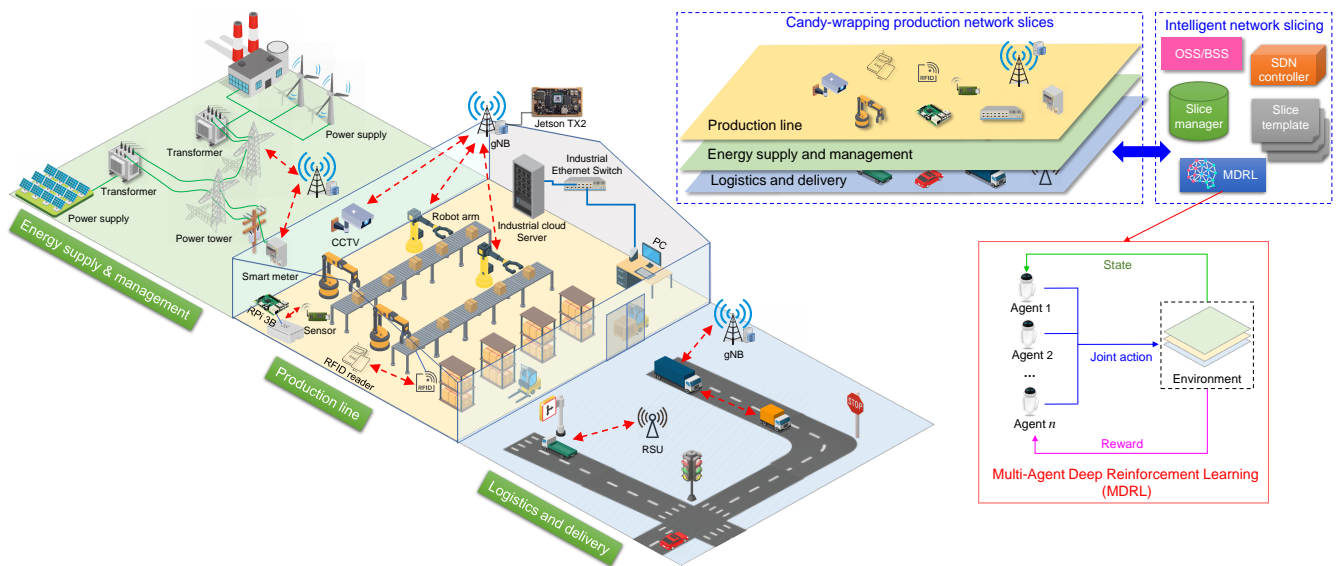 Candy-wrapping production network slices
Intelligent network slicing
OSS/BSS
SDN
controller
Slice
manager
Slice
template
MDRL
RFID
Production line
Energy supply and management
Logistics and delivery
Power supply
Transformer
Transformer
Power supply
Power tower
Smart meter
Energy supply & management
gNB
Jetson TX2
Industrial
Ethernet Switch
Industrial cloud
Server
CCTV
Robot arm
PC
RPi 3B
Sensor
RFID reader
RFID
Production line
gNB
RSU
STOP
Logistics and delivery
State
Agent 1
Agent 2
...
Agent n
Joint action
Environment
Reward
Multi-Agent Deep Reinforcement Learning
(MDRL)